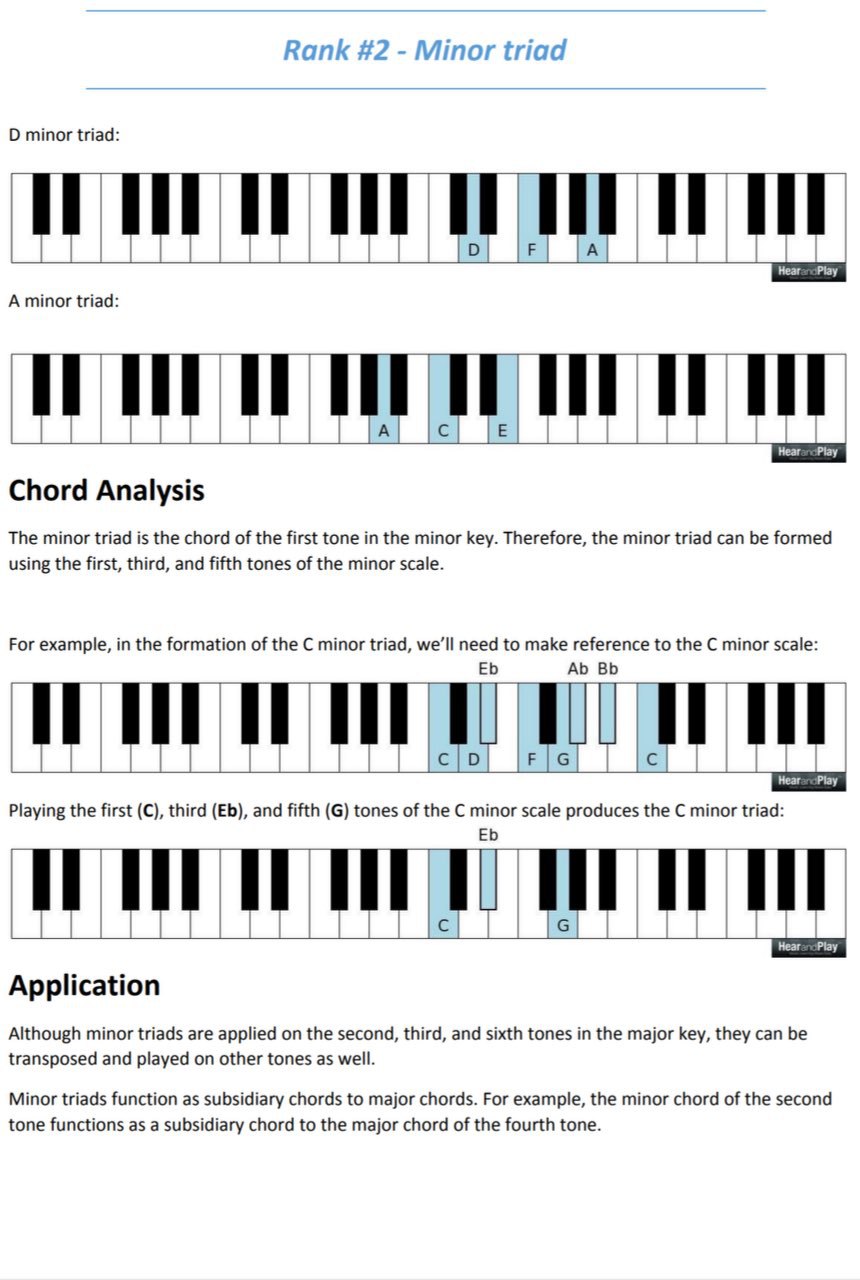 Rank #2 - Minor triad
D minor triad:
D F A
HearandPlay
A minor triad:
A C E
HearandPlay
Chord Analysis
The minor triad is the chord of the first tone in the minor key. Therefore, the minor triad can be formed
using the first, third, and fifth tones of the minor scale.
For example, in the formation of the C minor triad, we’ll need to make reference to the C minor scale:
Eb Ab Bb
C D F G C
HearandPlay
Playing the first (C), third (Eb), and fifth (G) tones of the C minor scale produces the C minor triad:
Eb
C G
HearandPlay
Application
Although minor triads are applied on the second, third, and sixth tones in the major key, they can be
transposed and played on other tones as well.
Minor triads function as subsidiary chords to major chords. For example, the minor chord of the second
tone functions as a subsidiary chord to the major chord of the fourth tone.